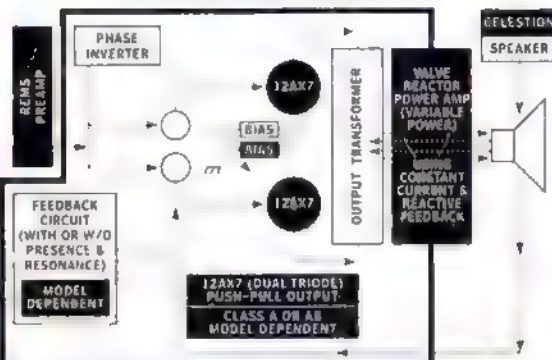 REMS
PREAMP
PHASE
INVERTER
12AX7
BIAS
BIAS
12AX7
OUTPUT TRANSFORMER
VALVE
REACTOR
POWER AMP
(VARIABLE
POWER)
USING
CONSTANT
CURRENT &
REACTIVE
FEEDBACK
CELESTION
SPEAKER
FEEDBACK
CIRCUIT
(WITH OR W/O
PRESENCE &
RESONANCE)
MODEL
DEPENDENT
12AX7 (DUAL TRIODE)
PUSH-PULL OUTPUT
CLASS A OR AB
MODEL DEPENDENT